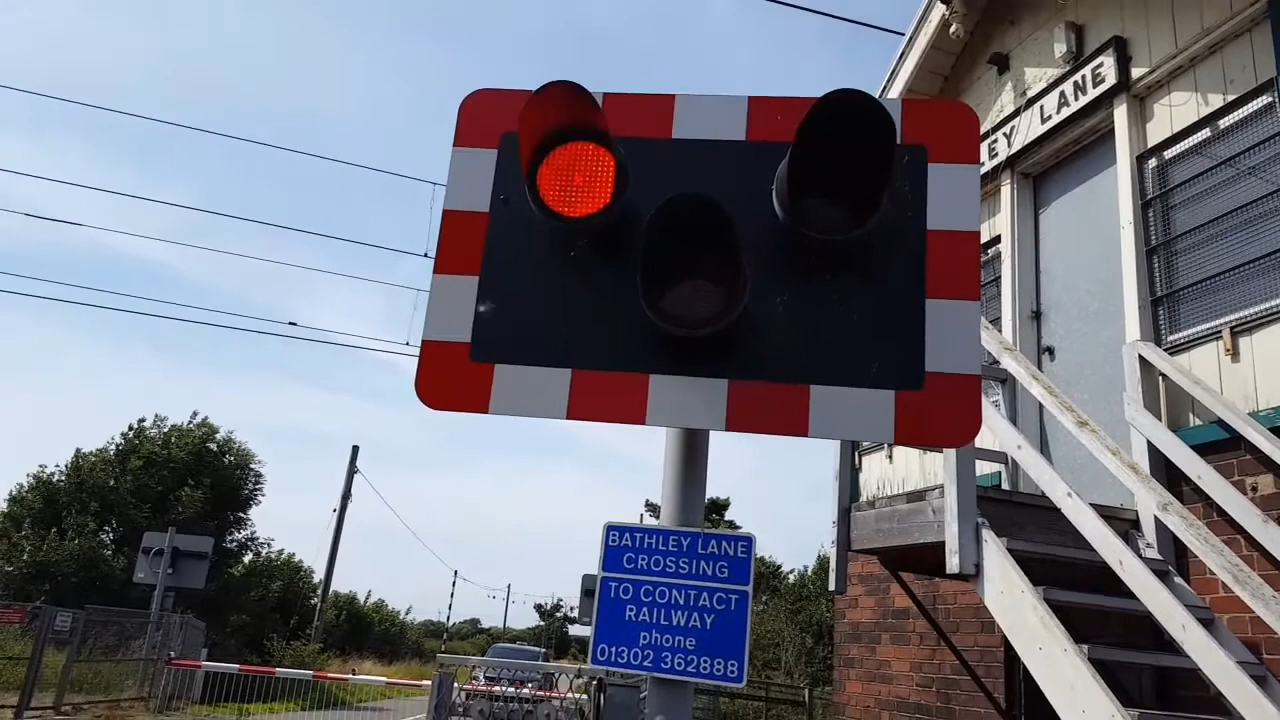 LEY LANE
BATHLEY LANE
CROSSING
TO CONTACT
RAILWAY
phone
01302 362888